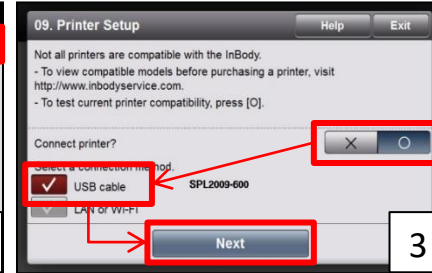 09. Printer Setup
Help
Exit
Not all printers are compatible with the InBody.
- To view compatible models before purchasing a printer, visit
http://www.inbodyservice.com.
- To test current printer compatibility, press [O].
Connect printer?
X
O
Select a connection method.
USB cable
SPL2009-600
LAN or Wi-Fi
Next
3